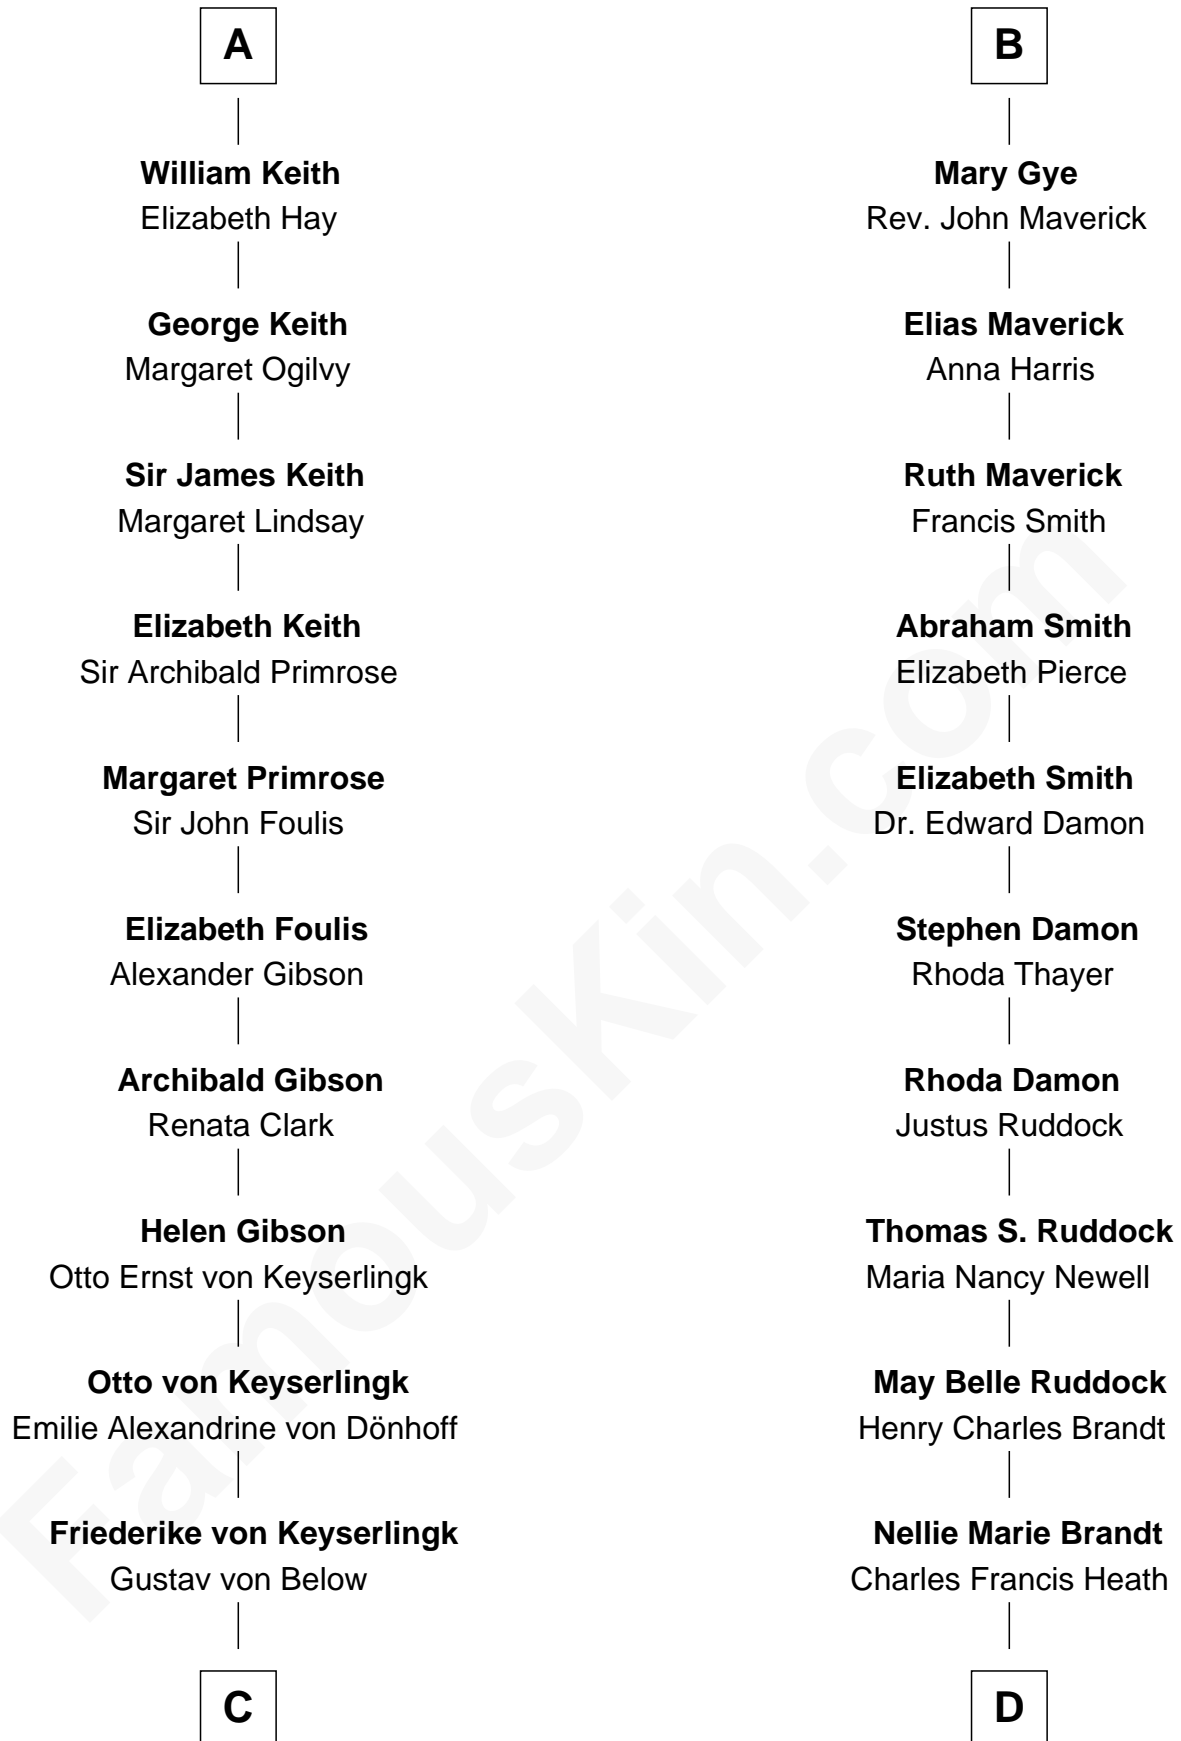 A
William Keith
Elizabeth Hay
George Keith
Margaret Ogilvy
Sir James Keith
Margaret Lindsay
Elizabeth Keith
Sir Archibald Primrose
Margaret Primrose
Sir John Foulis
Elizabeth Foulis
Alexander Gibson
Archibald Gibson
Renata Clark
Helen Gibson
Otto Ernst von Keyserlingk
Otto von Keyserlingk
Emilie Alexandrine von Dönhoff
Friederike von Keyserlingk
Gustav von Below
C
B
Mary Gye
Rev. John Maverick
Elias Maverick
Anna Harris
Ruth Maverick
Francis Smith
Abraham Smith
Elizabeth Pierce
Elizabeth Smith
Dr. Edward Damon
Stephen Damon
Rhoda Thayer
Rhoda Damon
Justus Ruddock
Thomas S. Ruddock
Maria Nancy Newell
May Belle Ruddock
Henry Charles Brandt
Nellie Marie Brandt
Charles Francis Heath
D
FamousKin.com